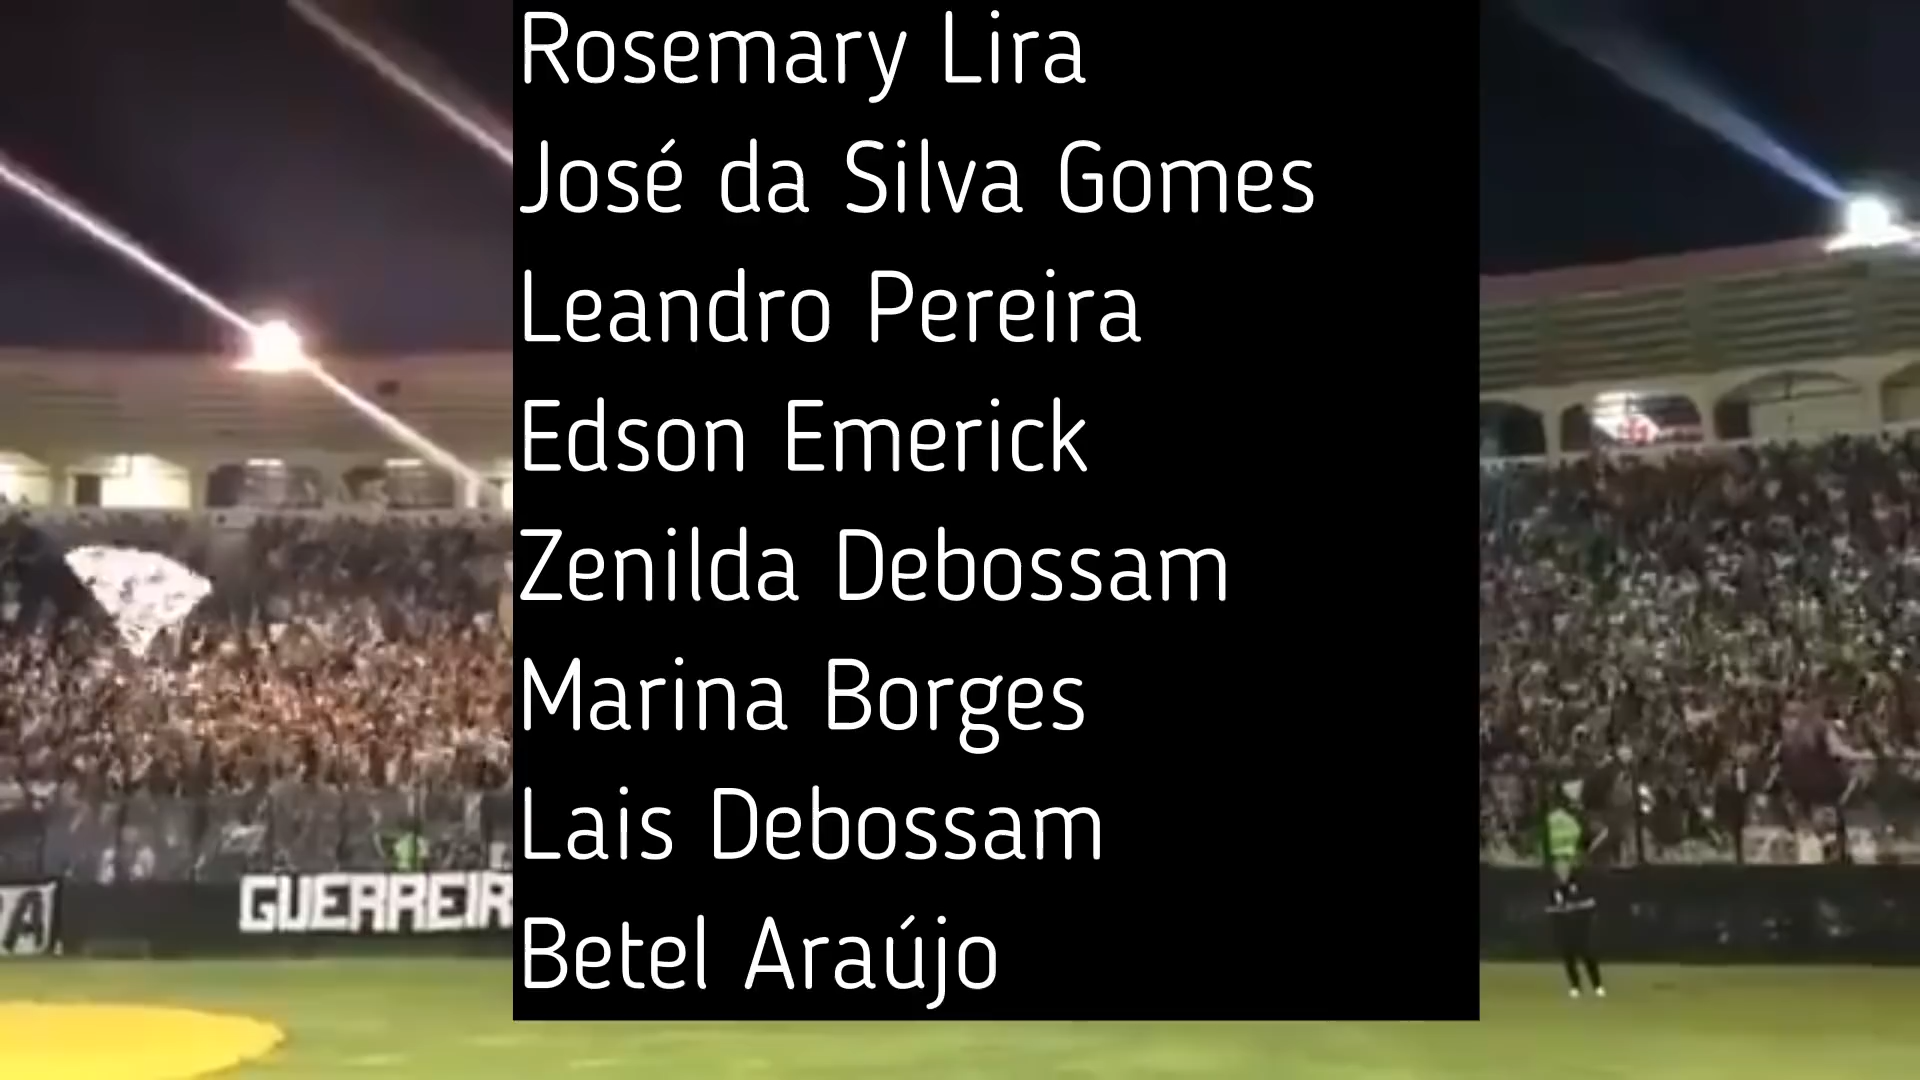 Rosemary Lira
José da Silva Gomes
Leandro Pereira
Edson Emerick
Zenilda Debossam
Marina Borges
Lais Debossam
Betel Araújo
GUERREIR